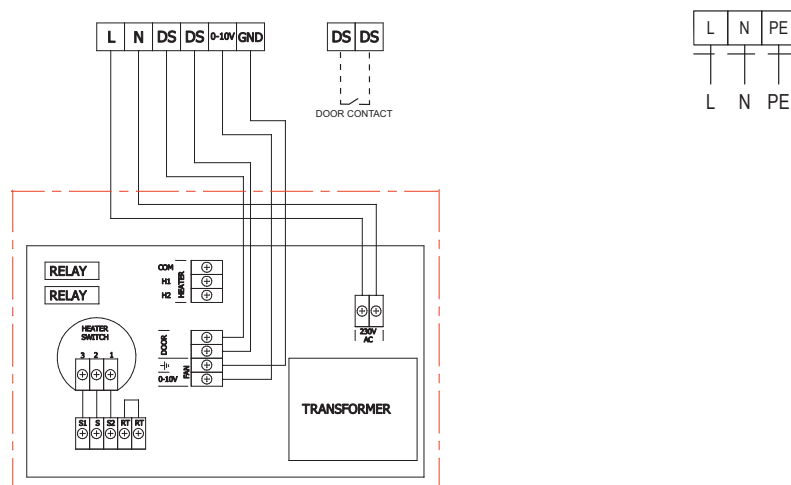 L N DS DS 0-10V GND
DS DS
DOOR CONTACT
L N PE
L N PE
RELAY
RELAY
COM
H1
H2
HEATER
HEATER
SWITCH
3 2 1
S1 S S2 RT RT
DOOR
FAN
0-10V
230V
AC
TRANSFORMER